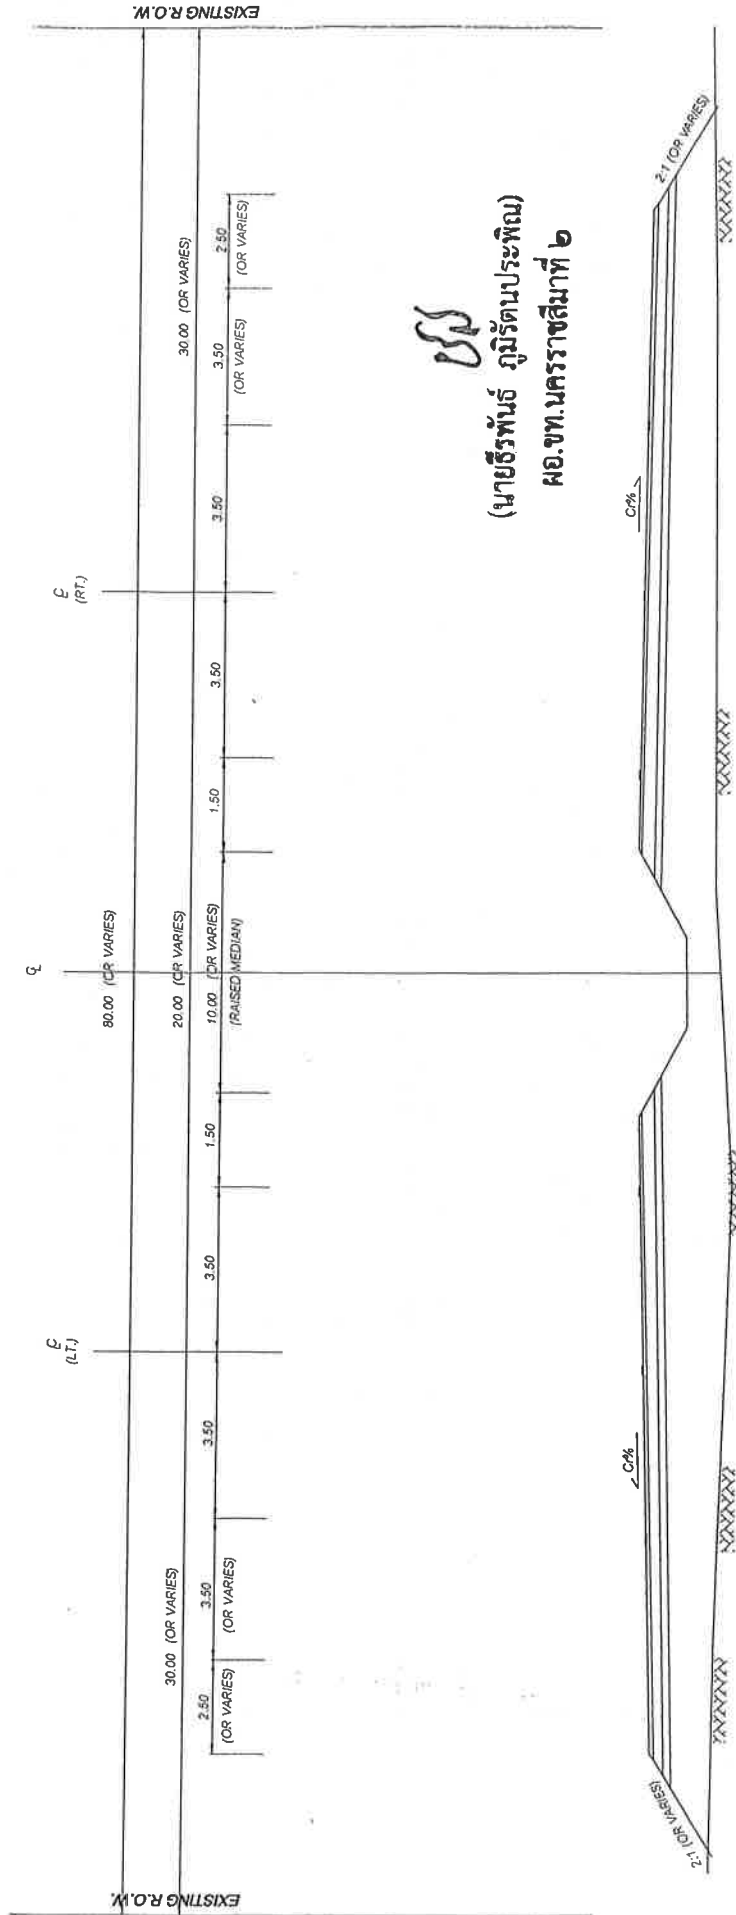 EXISTING R.O.W.
EXISTING R.O.W.
80.00 (OR VARIES)
30.00 (OR VARIES)
20.00 (OR VARIES)
30.00 (OR VARIES)
(LT.)
(RT.)
2.50
(OR VARIES)
3.50
(OR VARIES)
3.50
3.50
1.50
10.00 (OR VARIES)
(RAISED MEDIAN)
1.50
3.50
3.50
3.50
(OR VARIES)
2.50
(OR VARIES)
(นายธีรพันธ์ ภูมิรัตนประพิณ)
ผอ.ขท.นครราชสีมาที่ ๒
2:1 (OR VARIES)
Cr%
Cr%
2:1 (OR VARIES)